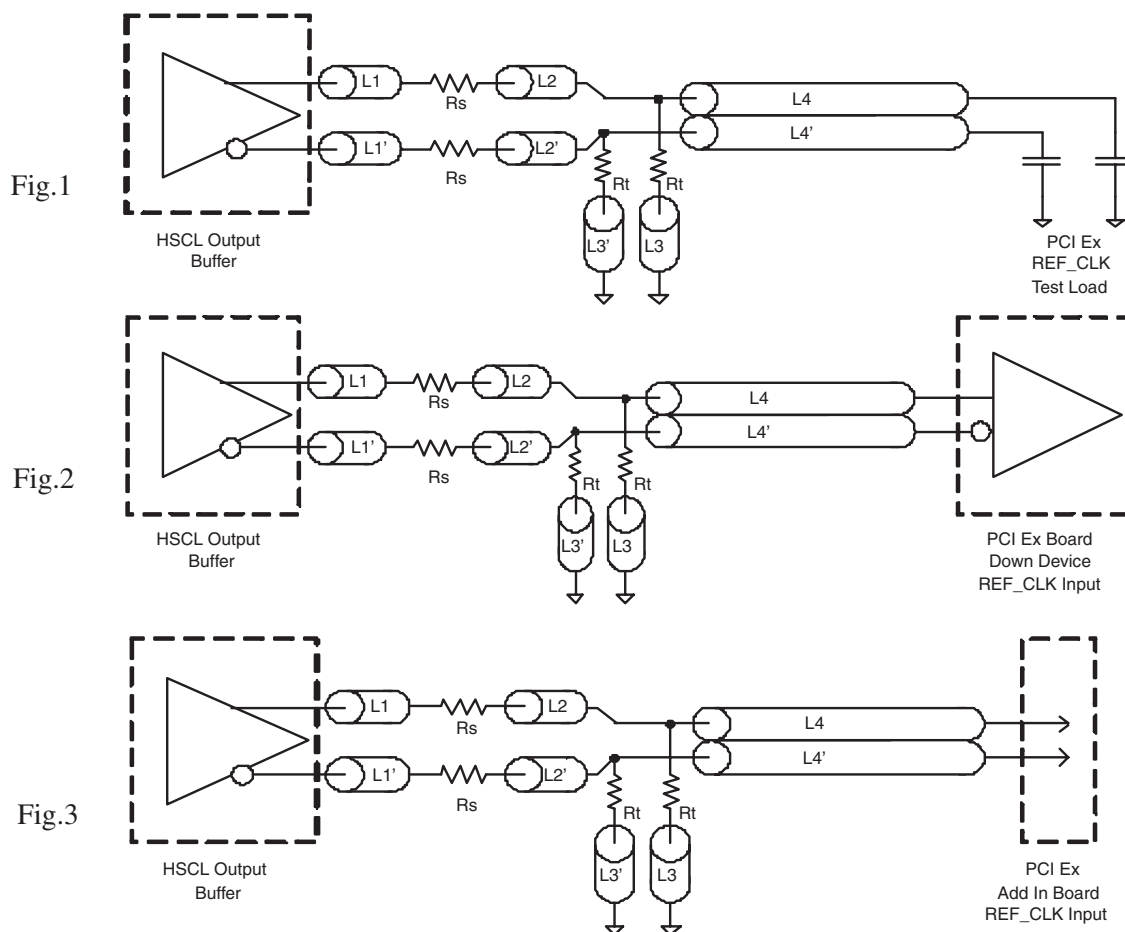 L1
L2
L4
Rs
L1'
L2'
L4'
Rs
Rt
Rt
Fig.1
L3'
L3
HSCL Output
Buffer
PCI Ex
REF_CLK
Test Load
L1
L2
L4
Rs
L1'
L2'
L4'
Rs
Rt
Rt
Fig.2
L3'
L3
HSCL Output
Buffer
PCI Ex Board
Down Device
REF_CLK Input
L1
L2
L4
Rs
L1'
L2'
L4'
Rs
Rt
Rt
Fig.3
L3'
L3
HSCL Output
Buffer
PCI Ex
Add In Board
REF_CLK Input